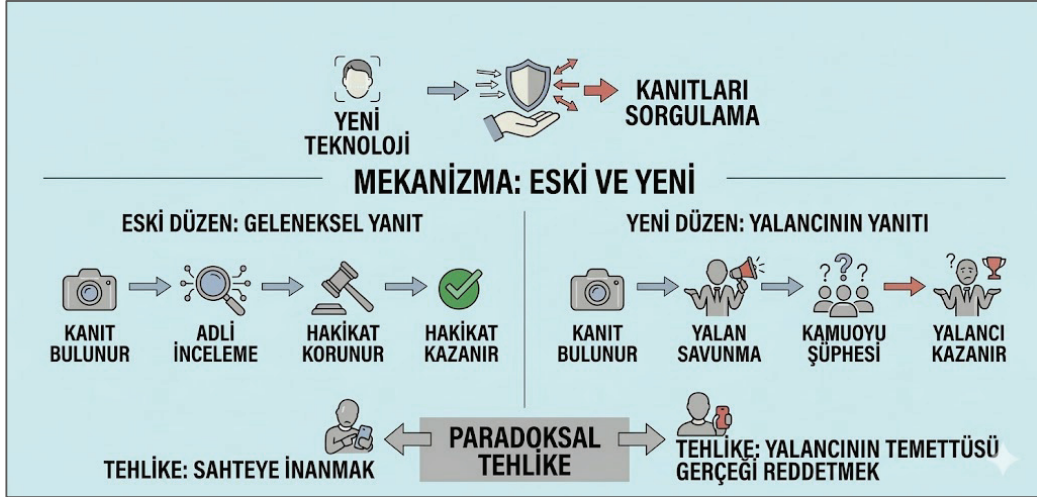 YENİ
TEKNOLOJİ
KANITLARI
SORGULAMA
MEKANİZMA: ESKİ VE YENİ
ESKİ DÜZEN: GELENEKSEL YANIT
KANIT
BULUNUR
ADLİ
İNCELEME
HAKİKAT
KORUNUR
HAKİKAT
KAZANIR
YENİ DÜZEN: YALANCININ YANITI
KANIT
BULUNUR
YALAN
SAVUNMA
? ? ?
KAMUOYU
ŞÜPHESİ
?
YALANCI
KAZANIR
PARADOKSAL
TEHLİKE
TEHLİKE: SAHTEYE İNANMAK
TEHLİKE: YALANCININ TEMETTÜSÜ
GERÇEĞİ REDDETMEK